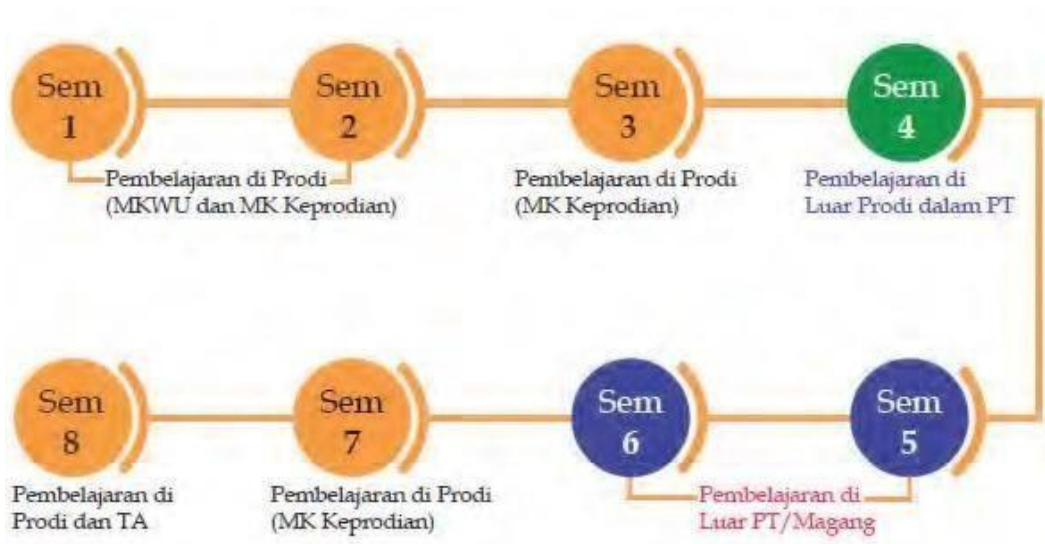 Sem
1
Sem
2
Sem
3
Sem
4
Pembelajaran di Prodi
(MKWU dan MK Keprodian)
Pembelajaran di Prodi
(MK Keprodian)
Pembelajaran di
Luar Prodi dalam PT
Sem
8
Sem
7
Sem
6
Sem
5
Pembelajaran di
Prodi dan TA
Pembelajaran di Prodi
(MK Keprodian)
Pembelajaran di
Luar PT/Magang